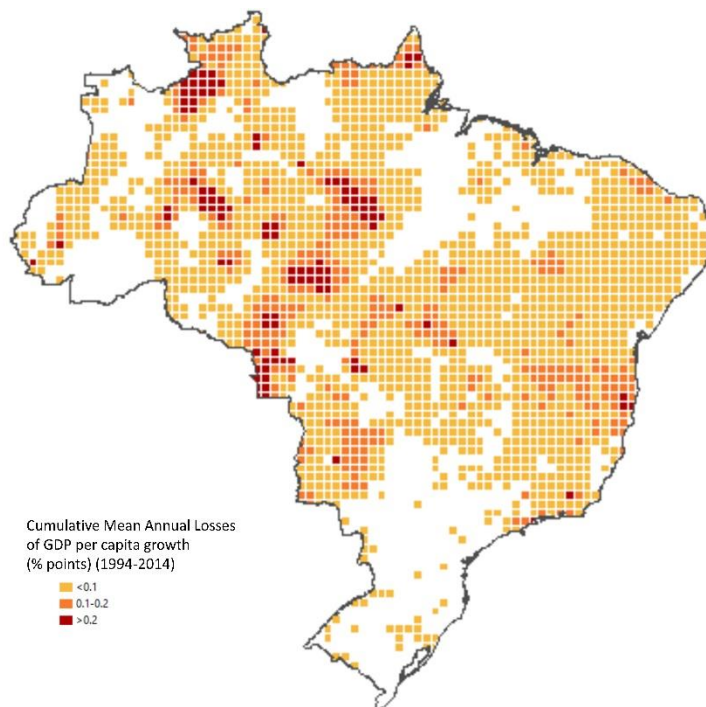 Cumulative Mean Annual Losses
of GDP per capita growth
(% points) (1994-2014)
<0.1
0.1-0.2
>0.2